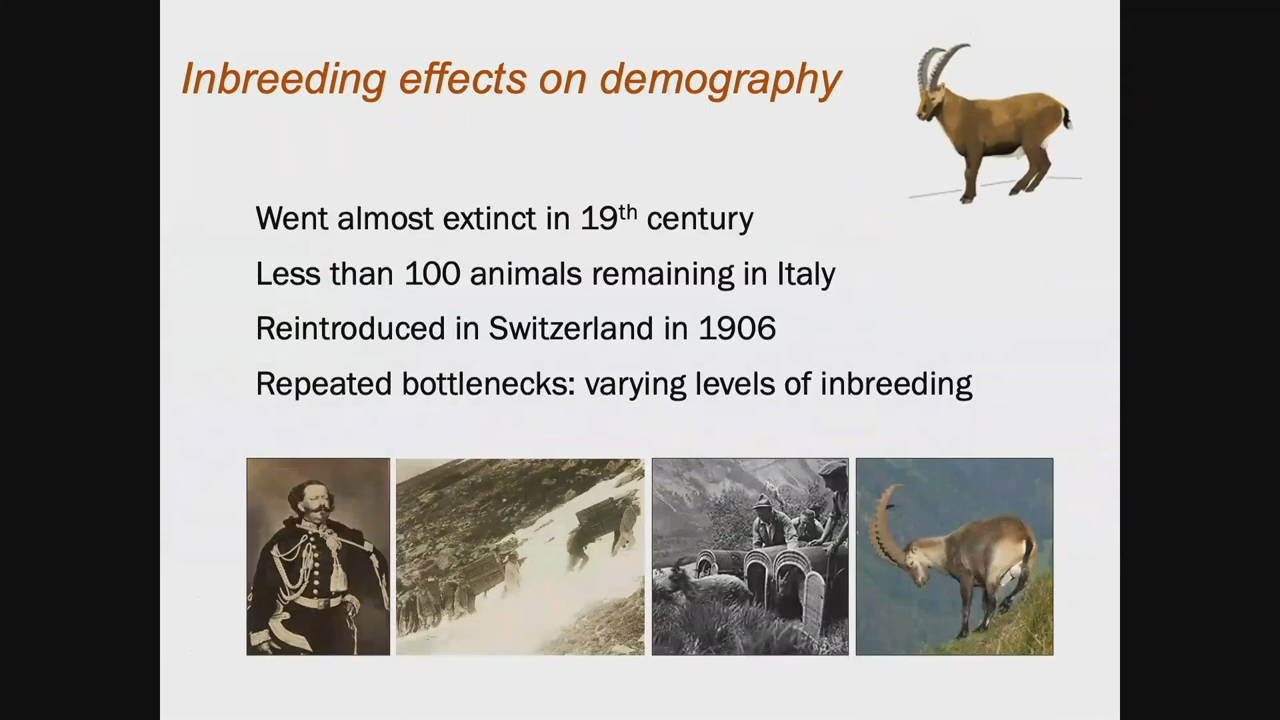 Inbreeding effects on demography
Went almost extinct in 19th century
Less than 100 animals remaining in Italy
Reintroduced in Switzerland in 1906
Repeated bottlenecks: varying levels of inbreeding